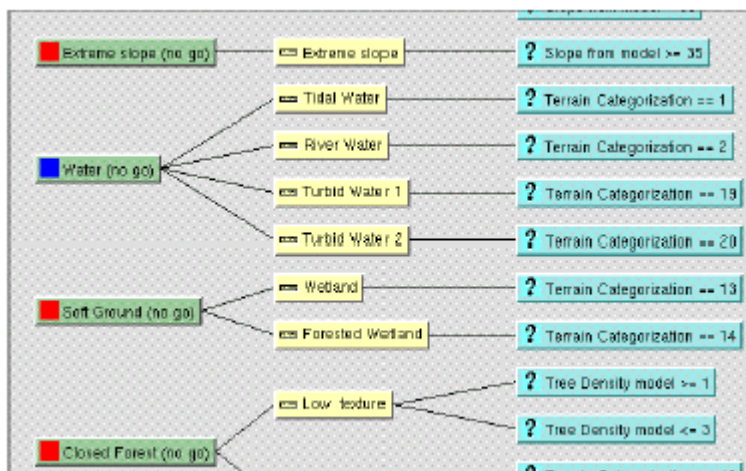 Extreme slope (no go)
Extreme slope
Slope from model >= 35
Tidal Water
Terrain Categorization == 1
River Water
Terrain Categorization == 2
Water (no go)
Turbid Water 1
Terrain Categorization == 19
Turbid Water 2
Terrain Categorization == 20
Wetland
Terrain Categorization == 13
Soft Ground (no go)
Forested Wetland
Terrain Categorization == 14
Tree Density model >= 1
Low texture
Tree Density model <= 3
Closed Forest (no go)